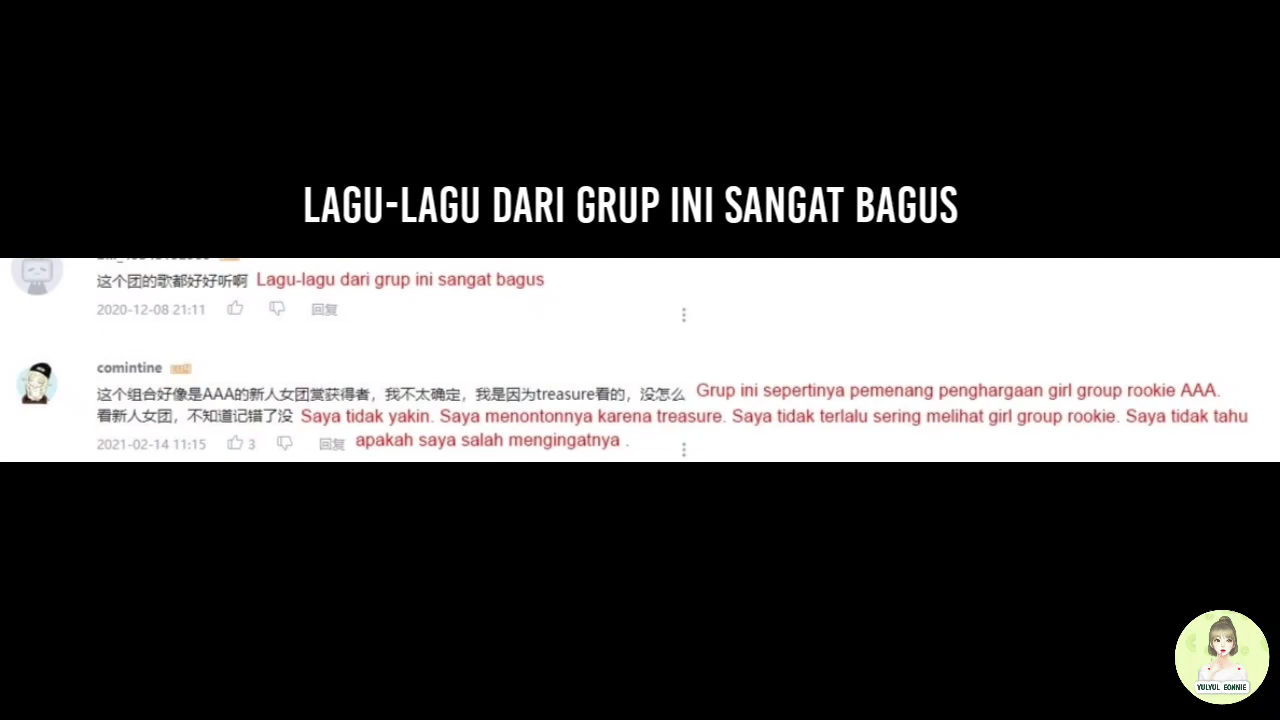 LAGU-LAGU DARI GRUP INI SANGAT BAGUS
这个团的歌都好好听啊 Lagu-lagu dari grup ini sangat bagus
2020-12-08 21:11 回复
comintine
这个组合好像是AAA的新人女团赏获得者，我不太确定，我是因为treasure看的，没怎么 Grup ini sepertinya pemenang penghargaan girl group rookie AAA.
看新人女团，不知道记错了没 Saya tidak yakin. Saya menontonnya karena treasure. Saya tidak terlalu sering melihat girl group rookie. Saya tidak tahu
2021-02-14 11:15 3 回复 apakah saya salah mengingatnya .
YULYUL EONNIE